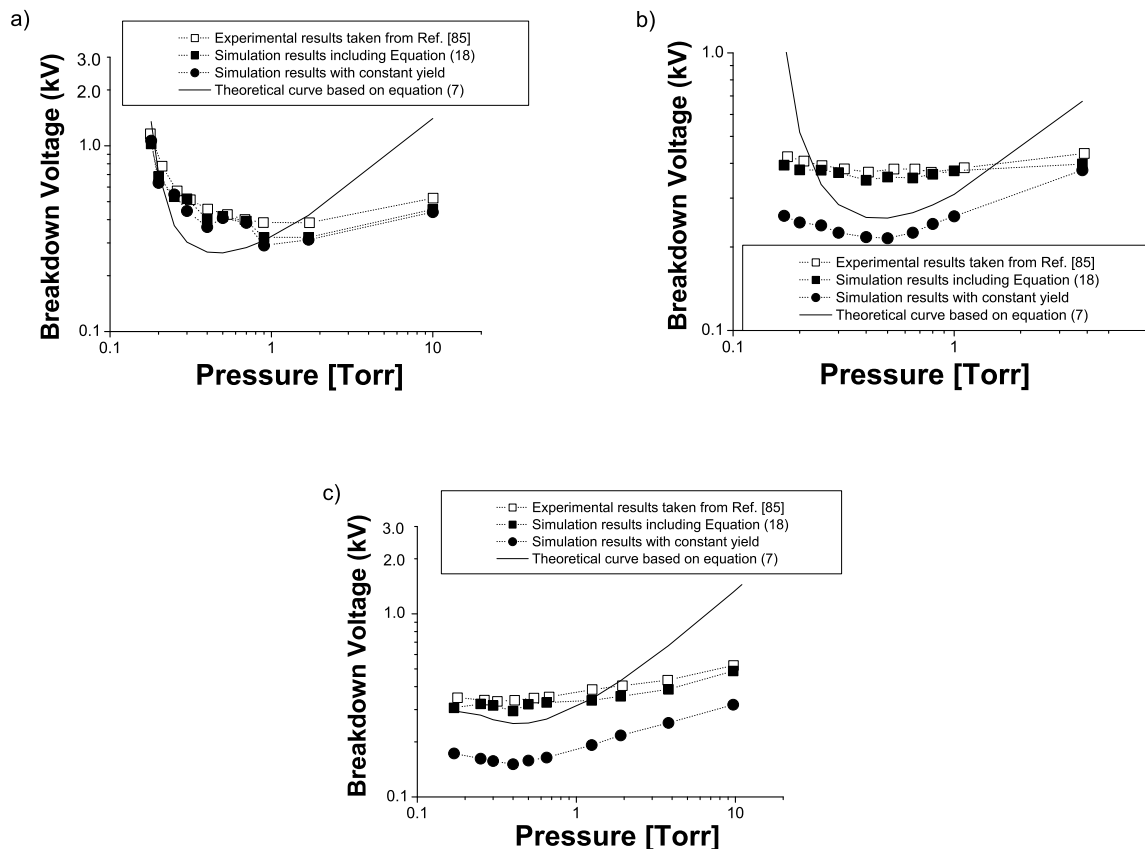 a)
Experimental results taken from Ref. [85]
Simulation results including Equation (18)
Simulation results with constant yield
Theoretical curve based on equation (7)
Breakdown Voltage (kV)
3.0
2.0
1.0
0.1
0.1
1
10
Pressure [Torr]
b)
Breakdown Voltage (kV)
1.0
0.1
Experimental results taken from Ref. [85]
Simulation results including Equation (18)
Simulation results with constant yield
Theoretical curve based on equation (7)
0.1
1
Pressure [Torr]
c)
Experimental results taken from Ref. [85]
Simulation results including Equation (18)
Simulation results with constant yield
Theoretical curve based on equation (7)
Breakdown Voltage (kV)
3.0
2.0
1.0
0.1
0.1
1
10
Pressure [Torr]